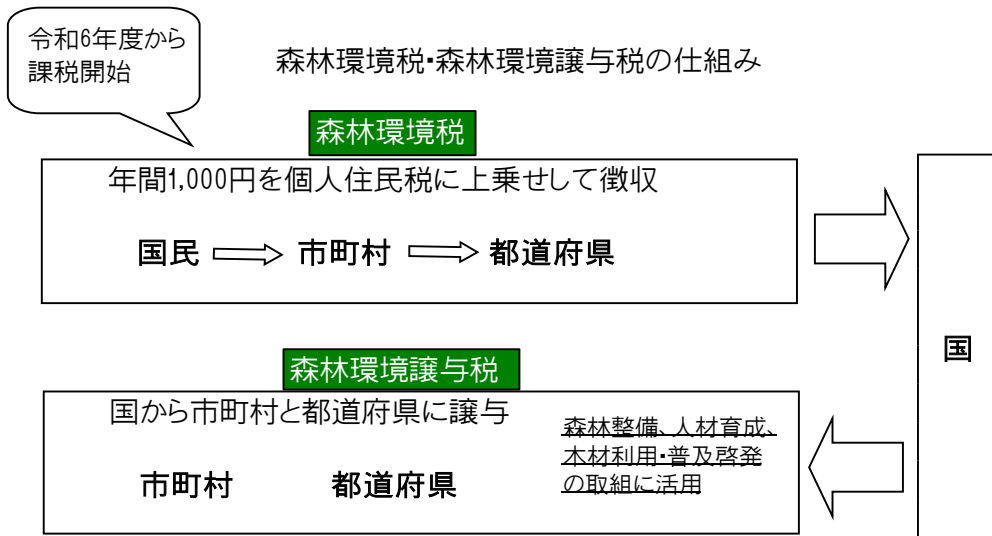 令和6年度から
課税開始
森林環境税・森林環境譲与税の仕組み
森林環境税
年間1,000円を個人住民税に上乗せして徴収
国民 市町村 都道府県
国
森林環境譲与税
国から市町村と都道府県に譲与
森林整備、人材育成、
木材利用・普及啓発
の取組に活用
市町村 都道府県